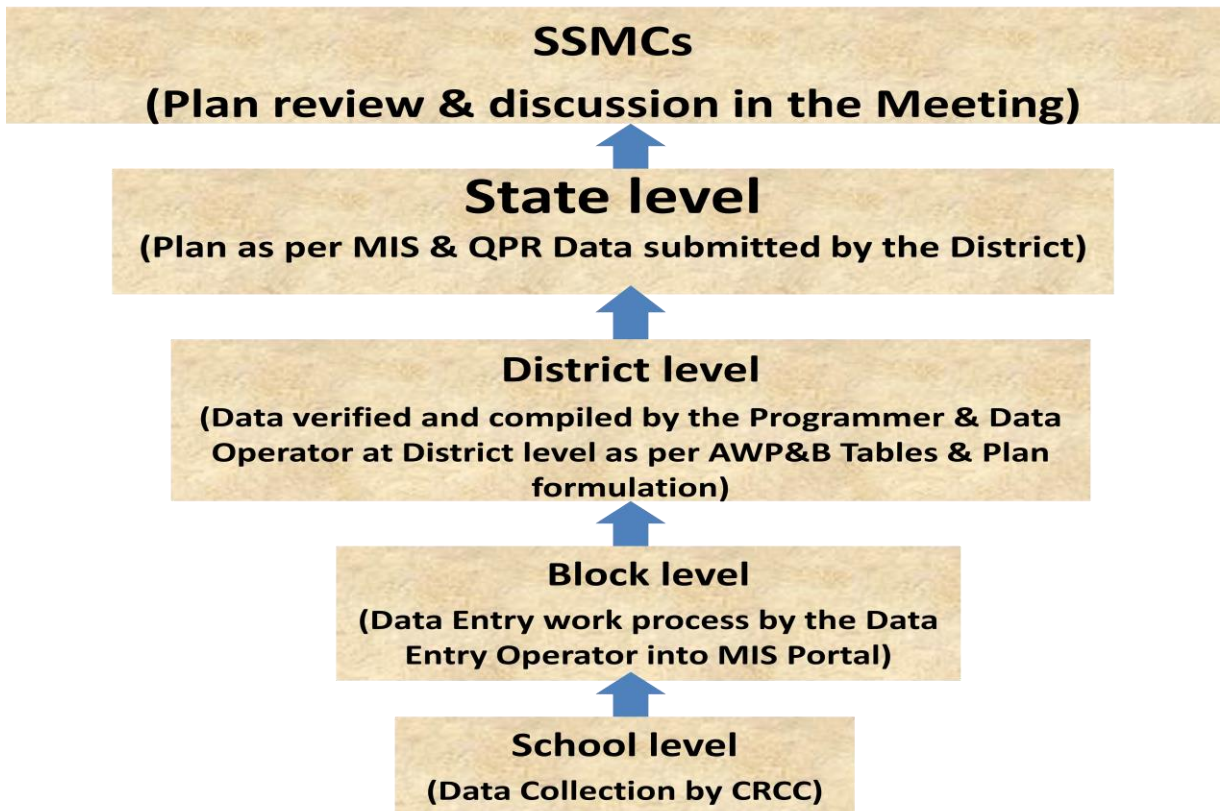 SSMCs
(Plan review & discussion in the Meeting)
State level
(Plan as per MIS & QPR Data submitted by the District)
District level
(Data verified and compiled by the Programmer & Data
Operator at District level as per AWP&B Tables & Plan
formulation)
Block level
(Data Entry work process by the Data
Entry Operator into MIS Portal)
School level
(Data Collection by CRCC)